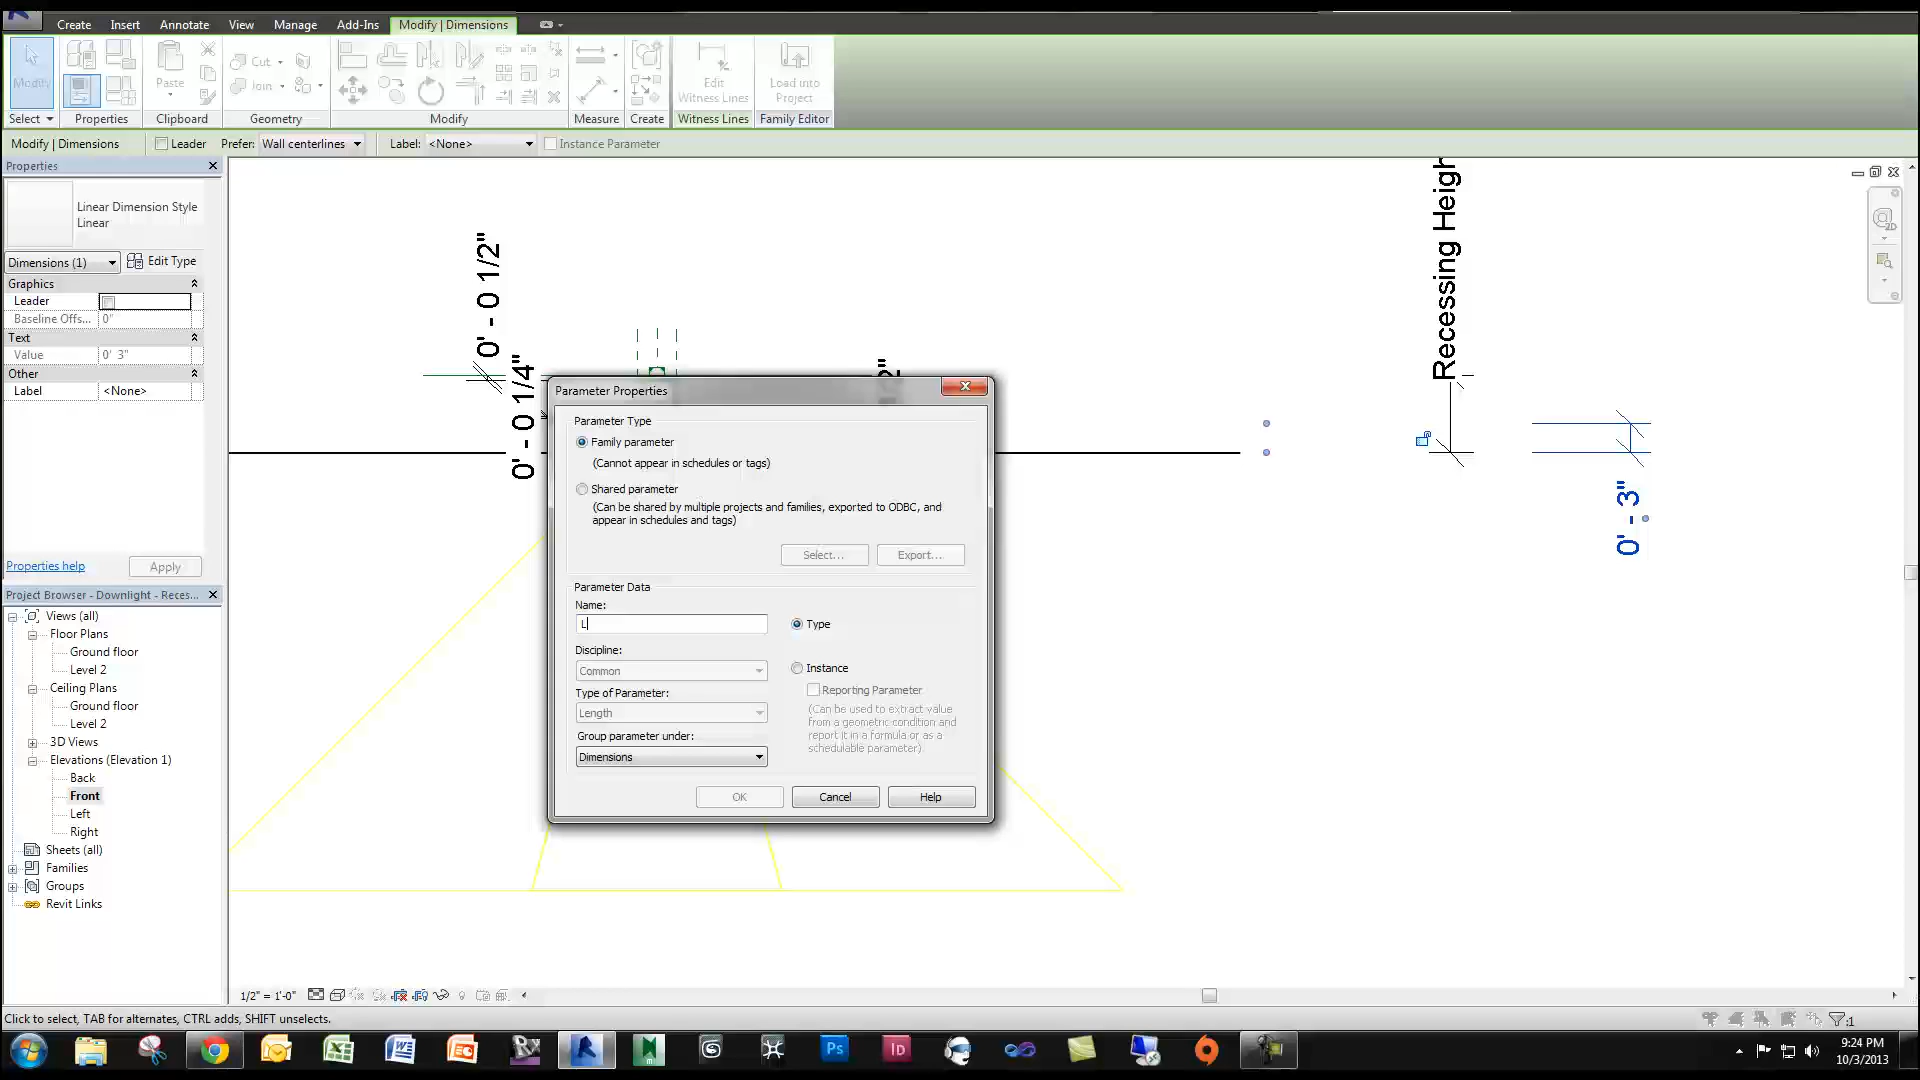 Create Insert Annotate View Manage Add-Ins Modify | Dimensions
Modify
Paste
Cut
Join
Edit Witness Lines
Load into Project
Select Properties Clipboard Geometry Modify Measure Create Witness Lines Family Editor
Modify | Dimensions Leader Prefer: Wall centerlines Label: <None> Instance Parameter
Properties
Linear Dimension Style
Linear
Dimensions (1) Edit Type
Graphics
Leader
Baseline Offs... 0"
Text
Value 0' 3"
Other
Label <None>
Properties help Apply
Project Browser - Downlight - Reces...
Views (all)
Floor Plans
Ground floor
Level 2
Ceiling Plans
Ground floor
Level 2
3D Views
Elevations (Elevation 1)
Back
Front
Left
Right
Sheets (all)
Families
Groups
Revit Links
0' - 0 1/2"
0' - 0 1/4"
Recessing Heigh
0' - 3"
2D
Parameter Properties
Parameter Type
Family parameter
(Cannot appear in schedules or tags)
Shared parameter
(Can be shared by multiple projects and families, exported to ODBC, and
appear in schedules and tags)
Select... Export...
Parameter Data
Name:
L
Type
Discipline:
Common
Instance
Reporting Parameter
Type of Parameter:
Length
(Can be used to extract value
from a geometric condition and
report it in a formula or as a
schedulable parameter)
Group parameter under:
Dimensions
OK Cancel Help
1/2" = 1'-0"
Click to select, TAB for alternates, CTRL adds, SHIFT unselects.
:1
Ps
Id
9:24 PM
10/3/2013